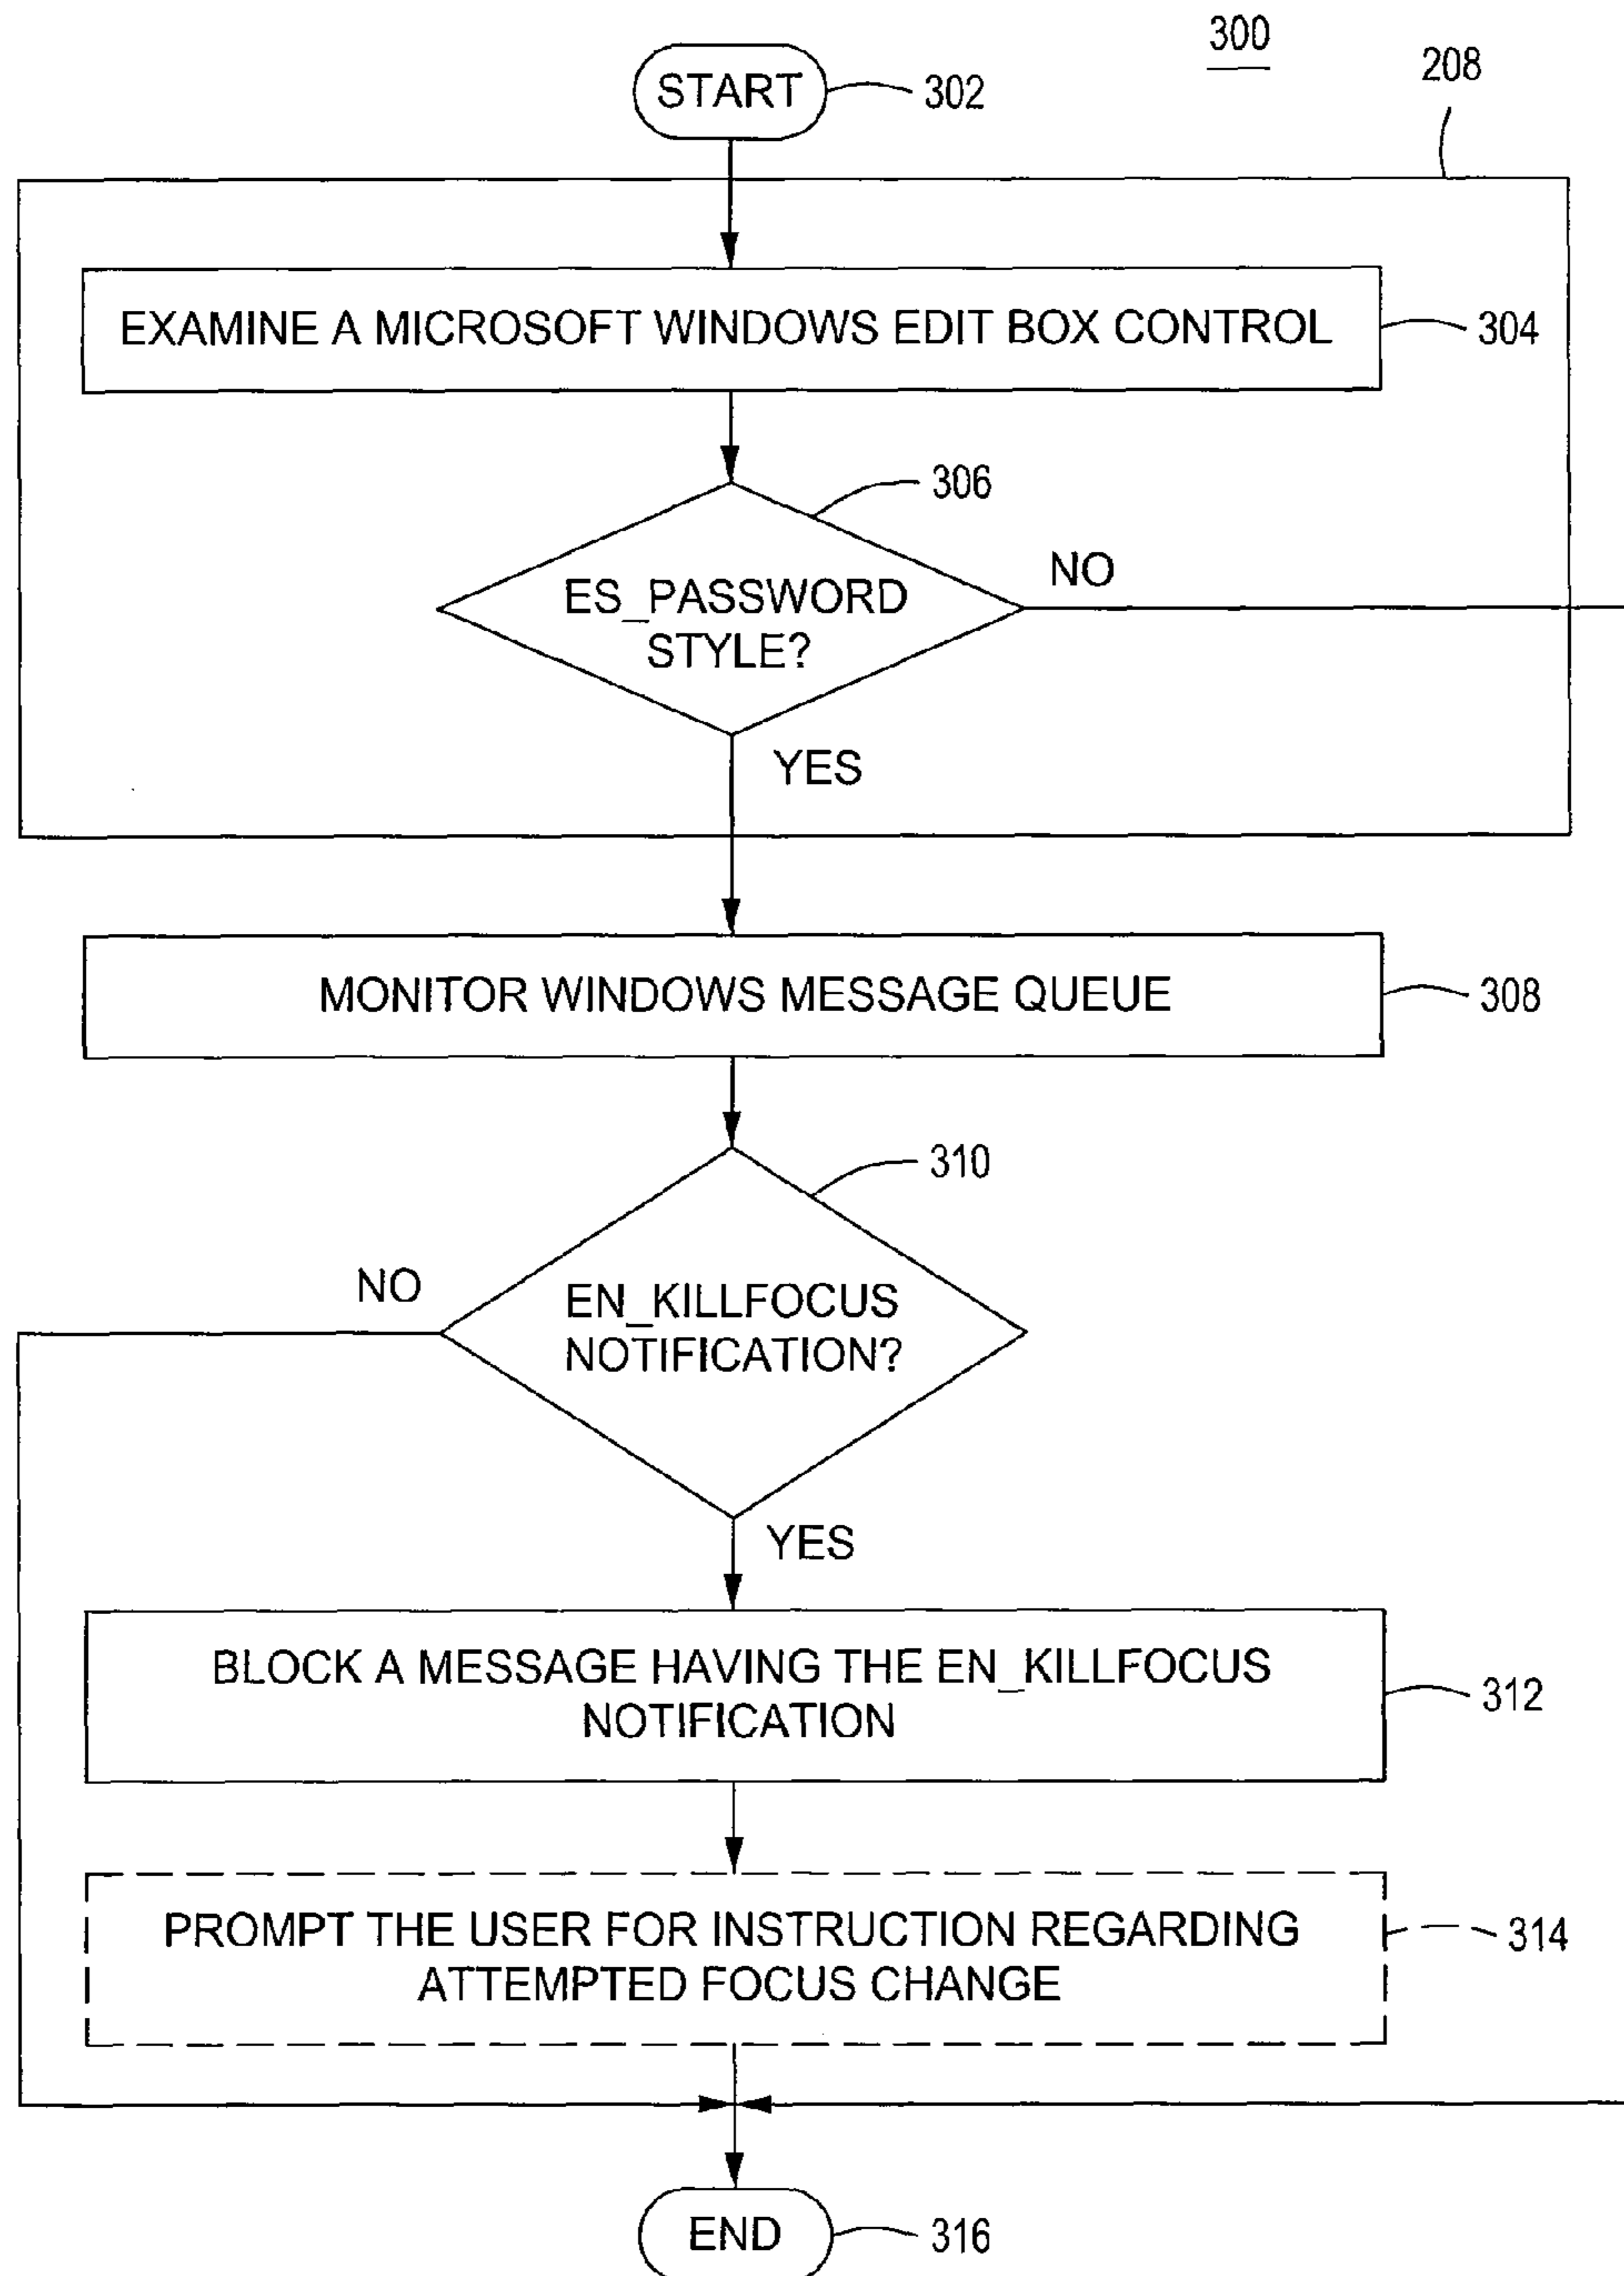 300
START
302
208
EXAMINE A MICROSOFT WINDOWS EDIT BOX CONTROL
304
306
ES_PASSWORD
STYLE?
NO
YES
MONITOR WINDOWS MESSAGE QUEUE
308
310
NO
EN_KILLFOCUS
NOTIFICATION?
YES
BLOCK A MESSAGE HAVING THE EN_KILLFOCUS
NOTIFICATION
312
PROMPT THE USER FOR INSTRUCTION REGARDING
ATTEMPTED FOCUS CHANGE
314
END
316